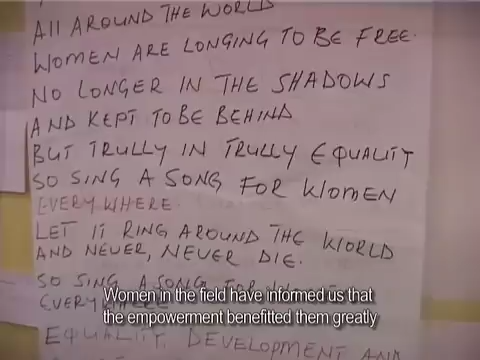 All AROUND THE WORLD
WOMEN ARE LONGING TO BE FREE.
NO LONGER IN THE SHADOWS
AND KEPT TO BE BEHIND
BUT TRULLY IN TRULLY EQUALITY
SO SING A SONG FOR WOMEN
EVERYWHERE.
LET IT RING AROUND THE WORLD
AND NEVER, NEVER DIE.
SO SING A SONG FOR
EVERY
Women in the field have informed us that
the empowerment benefitted them greatly
EQUALITY, DEVELOPMENT AND